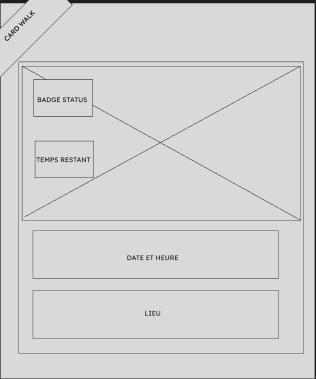 CARD WALK
BADGE STATUS
TEMPS RESTANT
DATE ET HEURE
LIEU